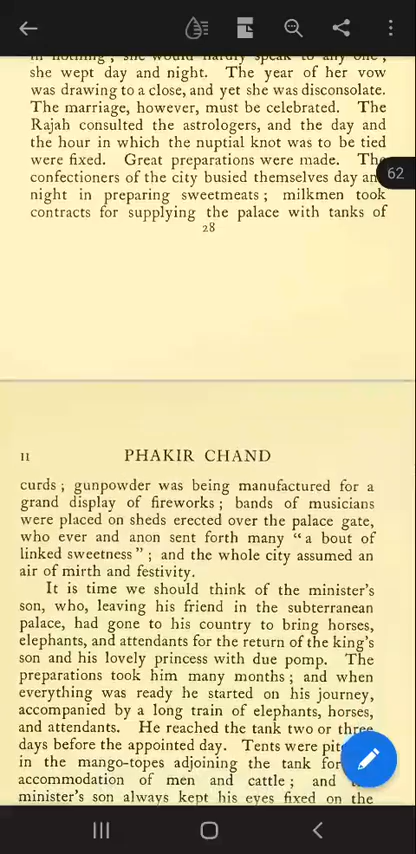 in nothing; she would hardly speak to any one;
she wept day and night. The year of her vow
was drawing to a close, and yet she was disconsolate.
The marriage, however, must be celebrated. The
Rajah consulted the astrologers, and the day and
the hour in which the nuptial knot was to be tied
were fixed. Great preparations were made. The
confectioners of the city busied themselves day an
night in preparing sweetmeats; milkmen took
contracts for supplying the palace with tanks of
28
62
II
PHAKIR CHAND
curds; gunpowder was being manufactured for a
grand display of fireworks; bands of musicians
were placed on sheds erected over the palace gate,
who ever and anon sent forth many “a bout of
linked sweetness”; and the whole city assumed an
air of mirth and festivity.
It is time we should think of the minister's
son, who, leaving his friend in the subterranean
palace, had gone to his country to bring horses,
elephants, and attendants for the return of the king's
son and his lovely princess with due pomp. The
preparations took him many months; and when
everything was ready he started on his journey,
accompanied by a long train of elephants, horses,
and attendants. He reached the tank two or three
days before the appointed day. Tents were pit
in the mango-topes adjoining the tank for
accommodation of men and cattle; and
minister's son always kept his eyes fixed on the